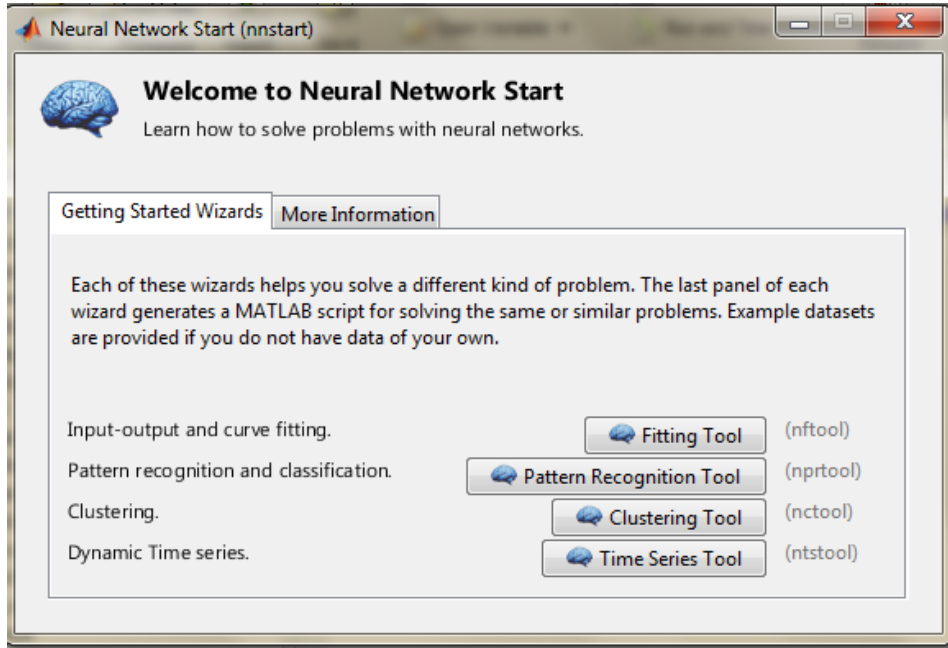 Neural Network Start (nnstart)
Welcome to Neural Network Start
Learn how to solve problems with neural networks.
Getting Started Wizards More Information
Each of these wizards helps you solve a different kind of problem. The last panel of each
wizard generates a MATLAB script for solving the same or similar problems. Example datasets
are provided if you do not have data of your own.
Input-output and curve fitting. Fitting Tool (nftool)
Pattern recognition and classification. Pattern Recognition Tool (nprtool)
Clustering. Clustering Tool (nctool)
Dynamic Time series. Time Series Tool (ntstool)